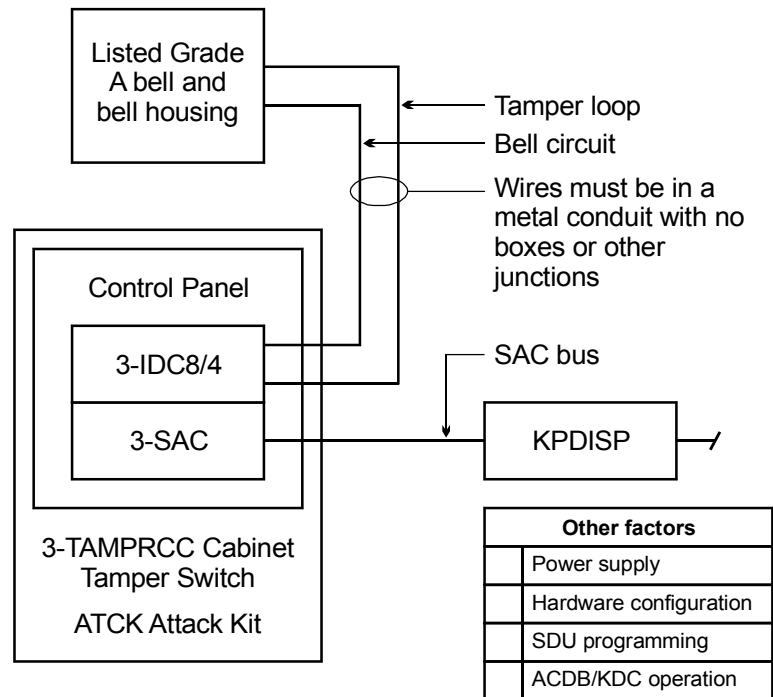 Listed Grade
A bell and
bell housing
Tamper loop
Bell circuit
Wires must be in a
metal conduit with no
boxes or other
junctions
Control Panel
3-IDC8/4
3-SAC
SAC bus
KPDISP
3-TAMPRCC Cabinet
Tamper Switch
ATCK Attack Kit
Other factors
Power supply
Hardware configuration
SDU programming
ACDB/KDC operation